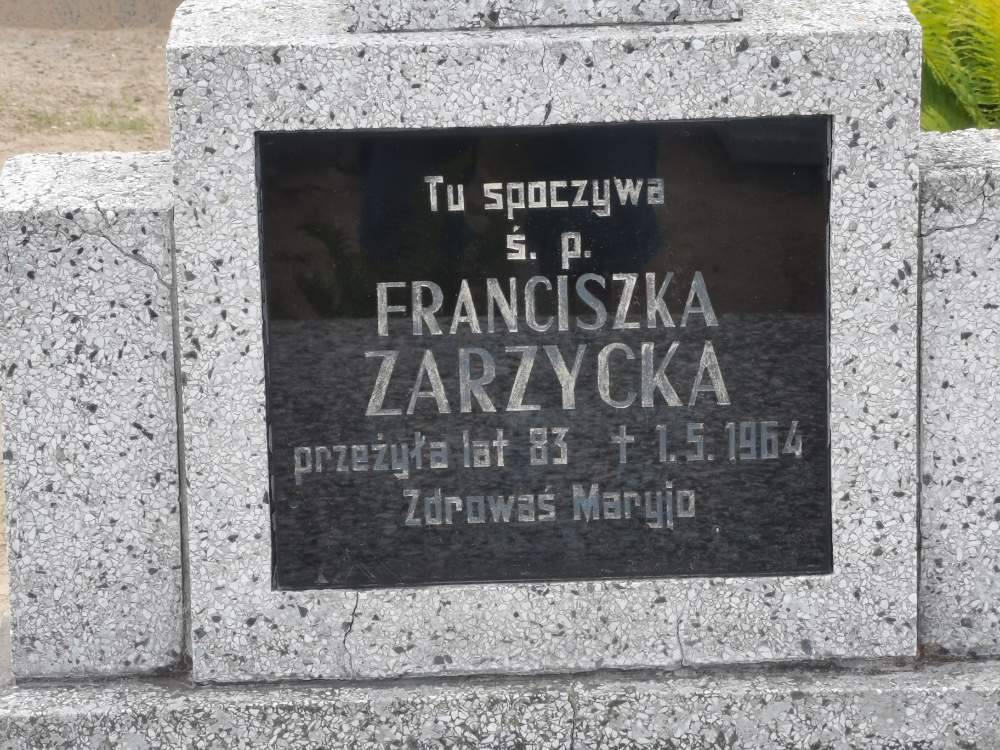 Tu spoczywa
ś. p.
FRANCISZKA
ZARZYCKA
przeżyła lat 83 † 1.5.1964
Zdrowaś Maryjo